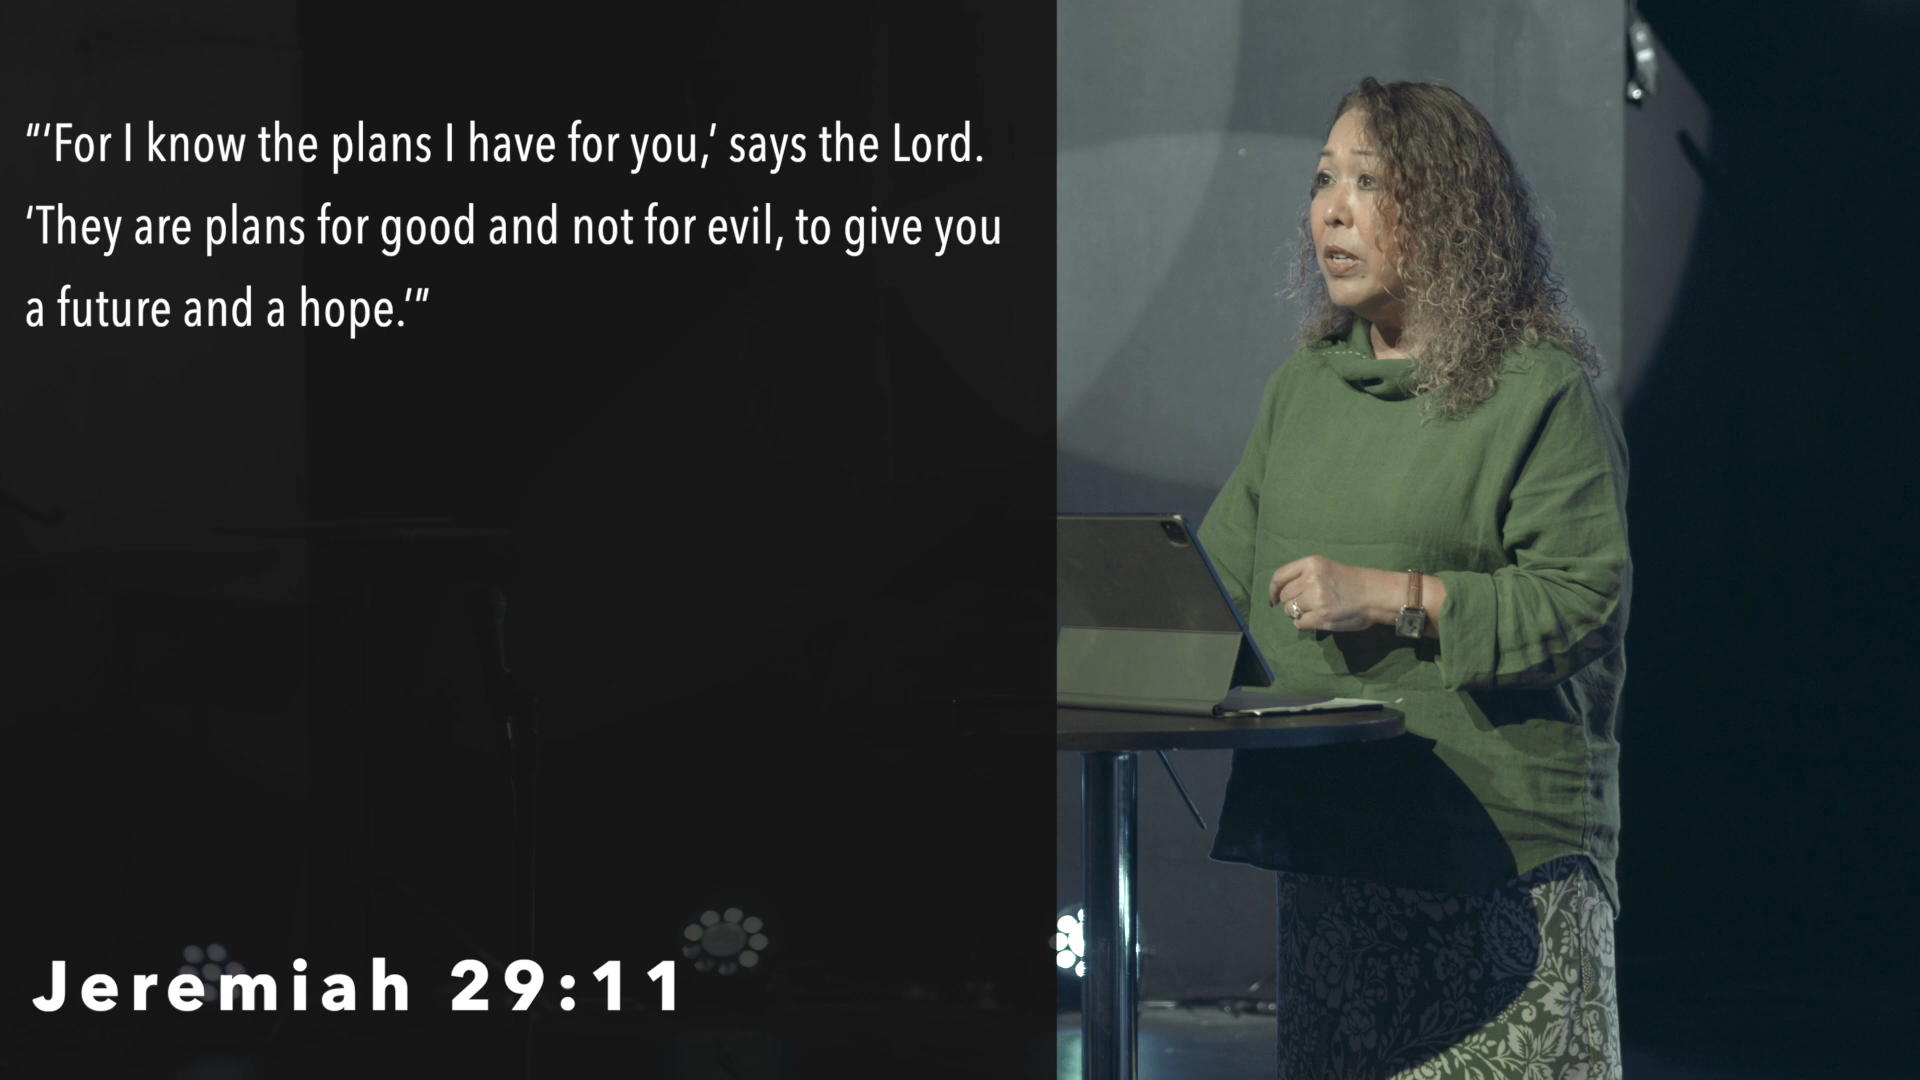 “‘For I know the plans I have for you,’ says the Lord.
‘They are plans for good and not for evil, to give you
a future and a hope.’”
Jeremiah 29:11